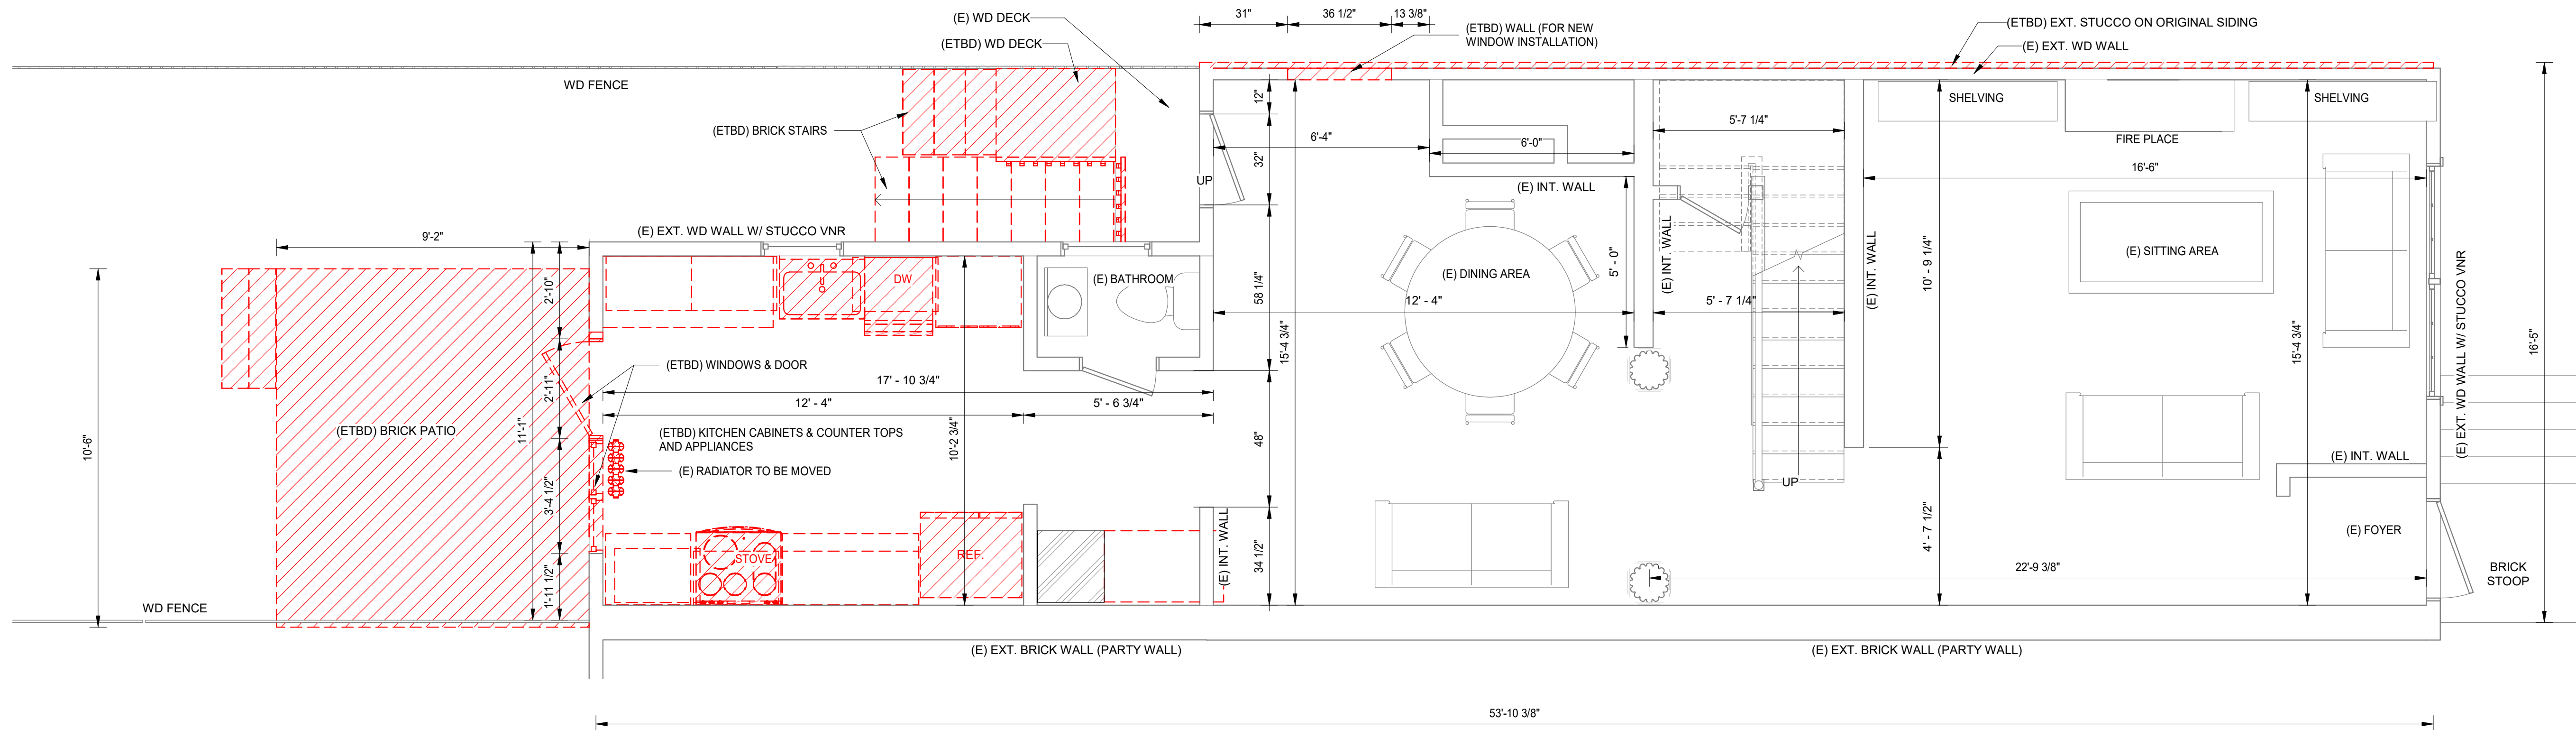 (E) WD DECK
(ETBD) WD DECK
31"
36 1/2"
13 3/8"
(ETBD) WALL (FOR NEW
WINDOW INSTALLATION)
(ETBD) EXT. STUCCO ON ORIGINAL SIDING
(E) EXT. WD WALL
WD FENCE
(ETBD) BRICK STAIRS
12"
32"
UP
6'-4"
6'-0"
5'-7 1/4"
SHELVING
SHELVING
FIRE PLACE
16'-6"
16'-5"
(E) INT. WALL
(E) EXT. WD WALL W/ STUCCO VNR
9'-2"
2'-10"
DW
(E) BATHROOM
58 1/4"
(E) DINING AREA
12' - 4"
5' - 0"
(E) INT. WALL
5' - 7 1/4"
(E) INT. WALL
10' - 9 1/4"
(E) SITTING AREA
15'-4 3/4"
15'-4 3/4"
(E) EXT. WD WALL W/ STUCCO VNR
(ETBD) WINDOWS & DOOR
17' - 10 3/4"
12' - 4"
5' - 6 3/4"
2'-11"
11'-1"
10'-6"
(ETBD) BRICK PATIO
(ETBD) KITCHEN CABINETS & COUNTER TOPS
AND APPLIANCES
(E) RADIATOR TO BE MOVED
10'-2 3/4"
48"
3'-4 1/2"
UP
(E) INT. WALL
4' - 7 1/2"
(E) FOYER
STOVE
REF.
(E) INT. WALL
34 1/2"
1'-11 1/2"
22'-9 3/8"
BRICK
STOOP
WD FENCE
(E) EXT. BRICK WALL (PARTY WALL)
(E) EXT. BRICK WALL (PARTY WALL)
53'-10 3/8"